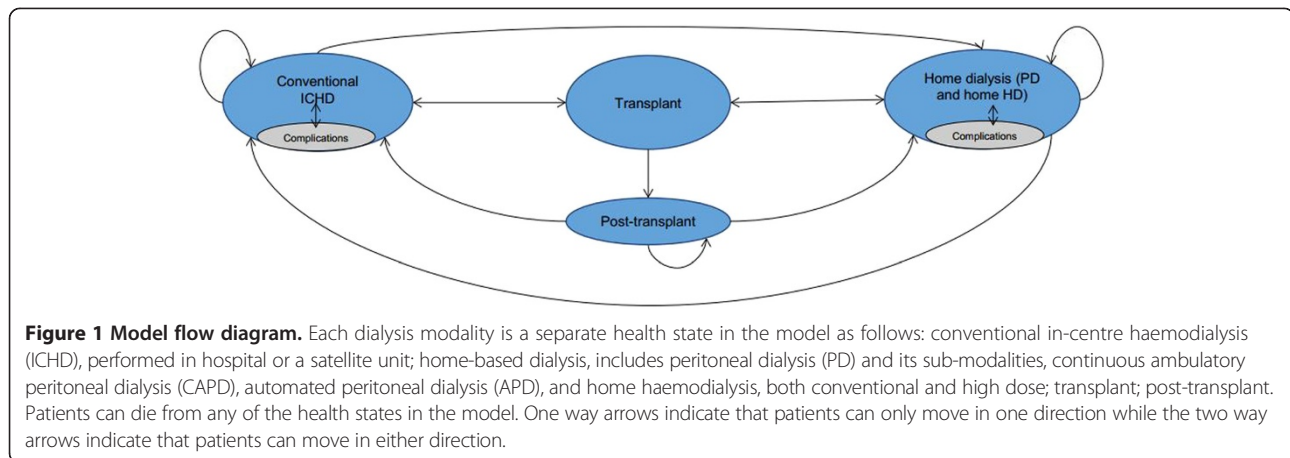 Conventional
ICHD
Complications
Transplant
Home dialysis (PD
and home HD)
Complications
Post-transplant
Figure 1 Model flow diagram. Each dialysis modality is a separate health state in the model as follows: conventional in-centre haemodialysis
(ICHD), performed in hospital or a satellite unit; home-based dialysis, includes peritoneal dialysis (PD) and its sub-modalities, continuous ambulatory
peritoneal dialysis (CAPD), automated peritoneal dialysis (APD), and home haemodialysis, both conventional and high dose; transplant; post-transplant.
Patients can die from any of the health states in the model. One way arrows indicate that patients can only move in one direction while the two way
arrows indicate that patients can move in either direction.